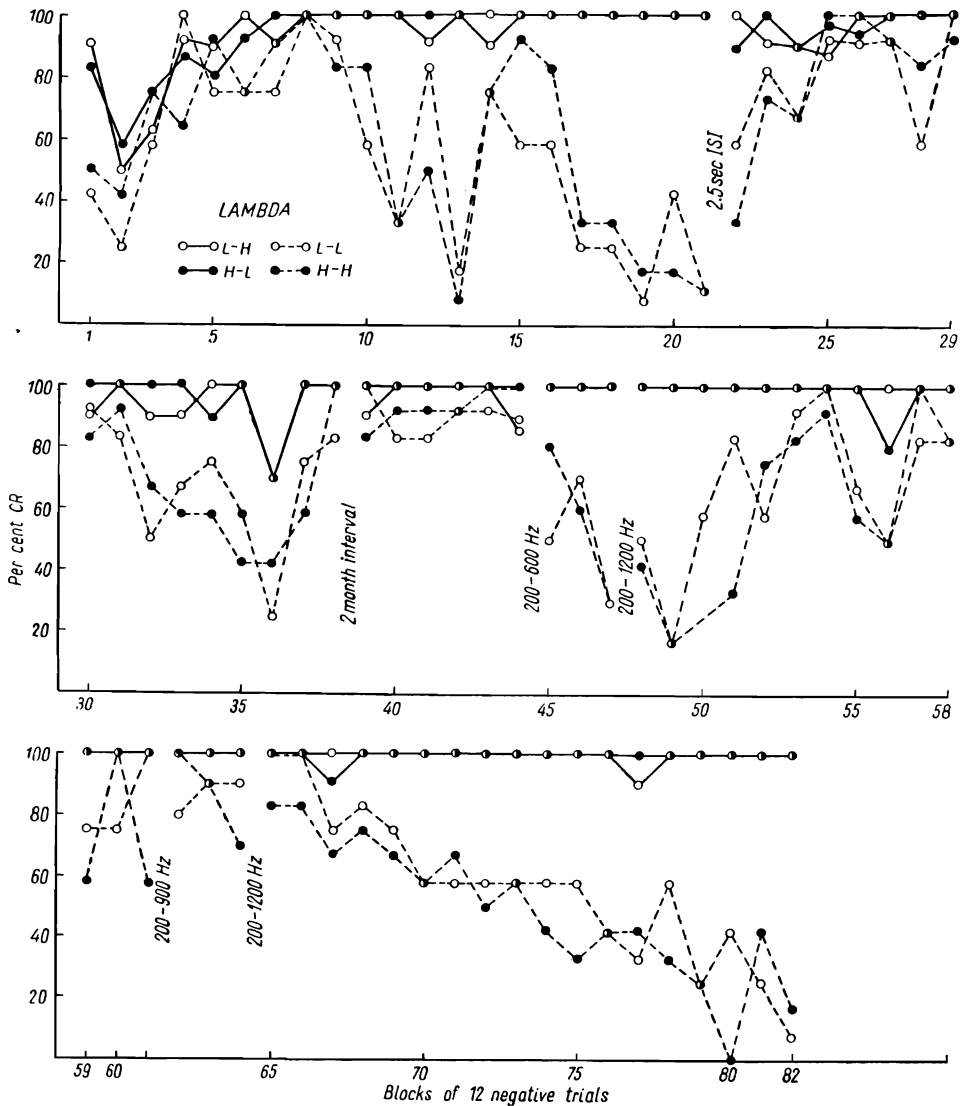 100
80
60
40
20
LAMBDA
L-H
L-L
H-L
H-H
2.5 sec ISI
1
5
10
15
20
25
29
Per cent CR
100
80
60
40
20
2 month interval
200-600 Hz
200-1200 Hz
30
35
40
45
50
55
58
100
80
60
40
20
200-900 Hz
200-1200 Hz
59
60
65
70
75
80
82
Blocks of 12 negative trials